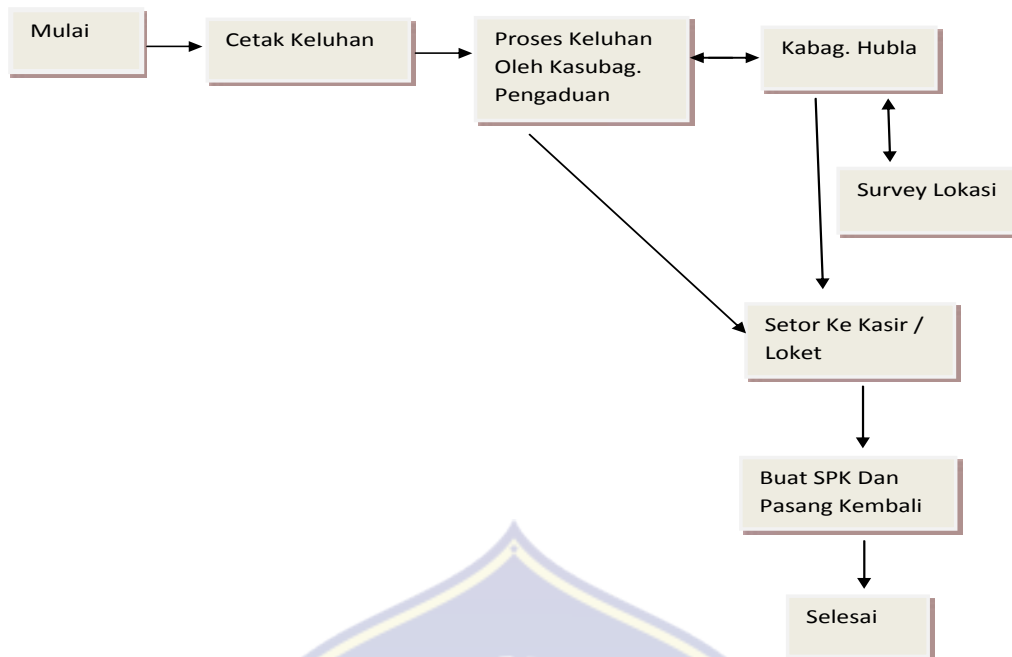 Mulai
Cetak Keluhan
Proses Keluhan
Oleh Kasubag.
Pengaduan
Kabag. Hubla
Survey Lokasi
Setor Ke Kasir /
Loket
Buat SPK Dan
Pasang Kembali
Selesai